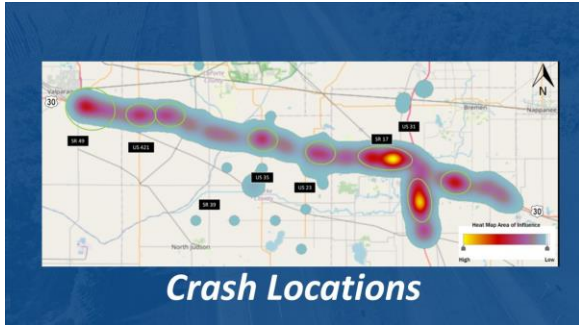 Valparaiso
30
N
Bremen
Nappanee
US 31
SR 49
SR 17
US 421
US 35
US 23
SR 39
30
North Judson
Heat Map Area of Influence
High
Low
Crash Locations